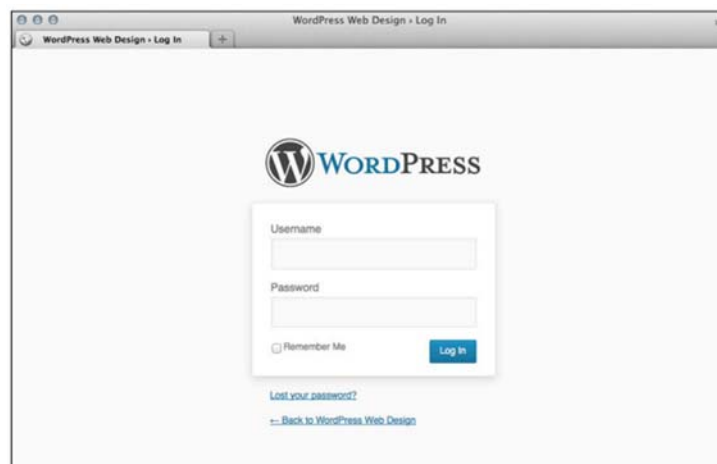 WordPress Web Design › Log In
WordPress Web Design › Log In
WORDPRESS
Username
Password
Remember Me
Log In
Lost your password?
← Back to WordPress Web Design